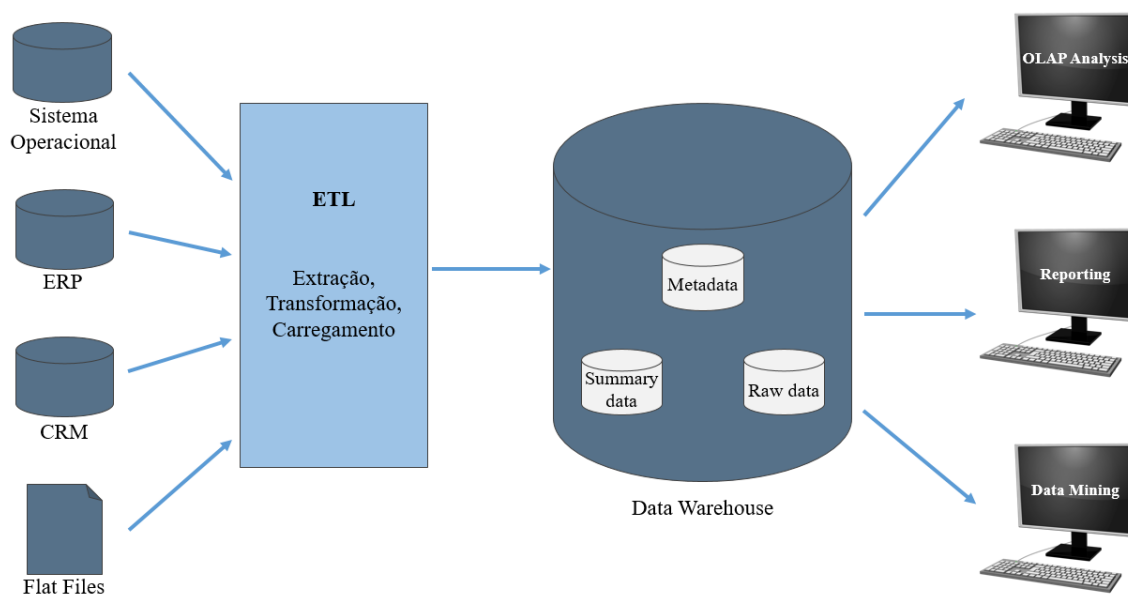 Sistema
Operacional
ERP
CRM
Flat Files
ETL
Extração,
Transformação,
Carregamento
Metadata
Summary
data
Raw data
Data Warehouse
OLAP Analysis
Reporting
Data Mining